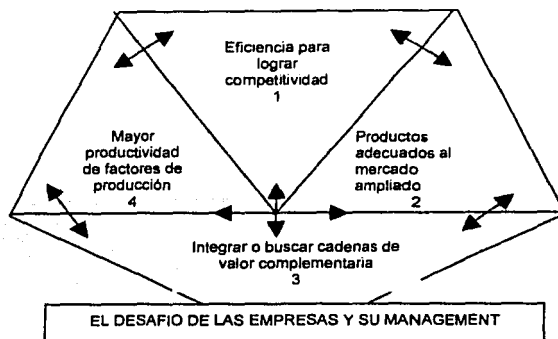 Eficiencia para
lograr
competitividad
1
Mayor
productividad
de factores de
producción
4
Productos
adecuados al
mercado
ampliado
2
Integrar o buscar cadenas de
valor complementaria
3
EL DESAFIO DE LAS EMPRESAS Y SU MANAGEMENT